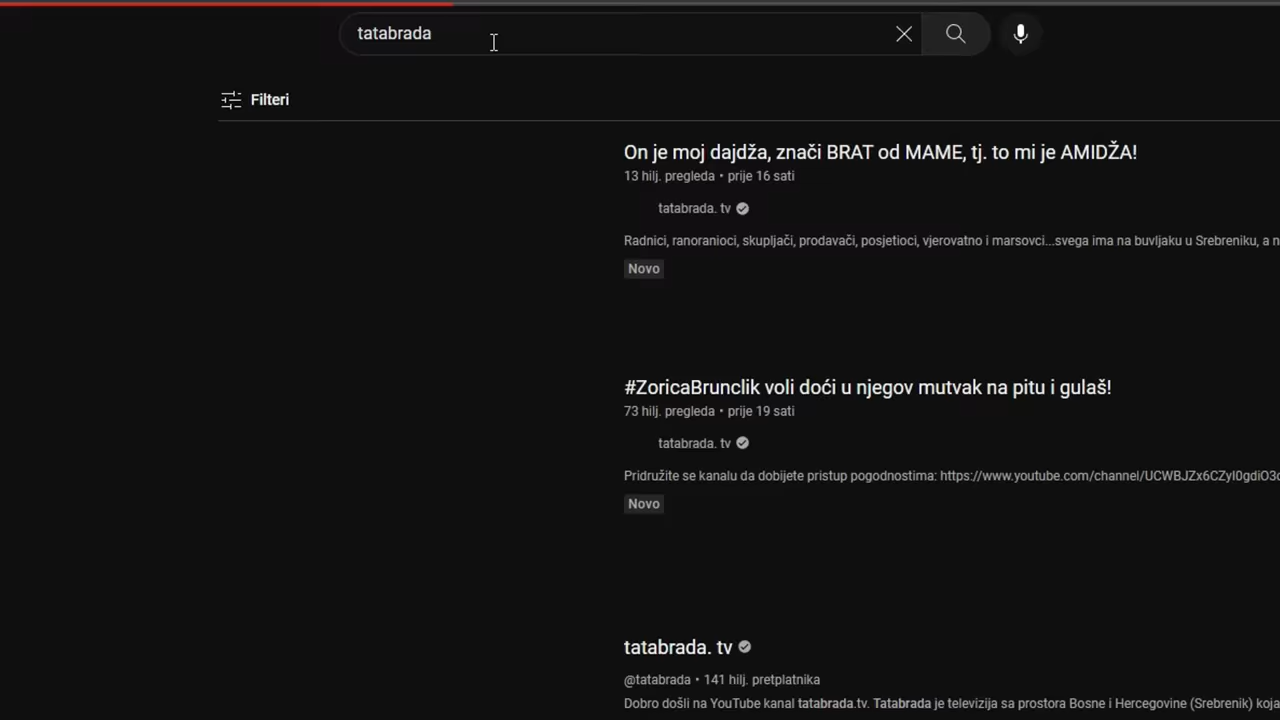 tatabrada
Filteri
On je moj dajdža, znači BRAT od MAME, tj. to mi je AMIDŽA!
13 hilj. pregleda • prije 16 sati
tatabrada. tv
Radnici, ranoranioci, skupljači, prodavači, posjetioci, vjerovatno i marsovci...svega ima na buvljaku u Srebreniku, a n
Novo
#ZoricaBrunclik voli doći u njegov mutvak na pitu i gulaš!
73 hilj. pregleda • prije 19 sati
tatabrada. tv
Pridružite se kanalu da dobijete pristup pogodnostima: https://www.youtube.com/channel/UCWBJZx6CZyI0gdiO3c
Novo
tatabrada. tv
@tatabrada • 141 hilj. pretplatnika
Dobro došli na YouTube kanal tatabrada.tv. Tatabrada je televizija sa prostora Bosne i Hercegovine (Srebrenik) koja